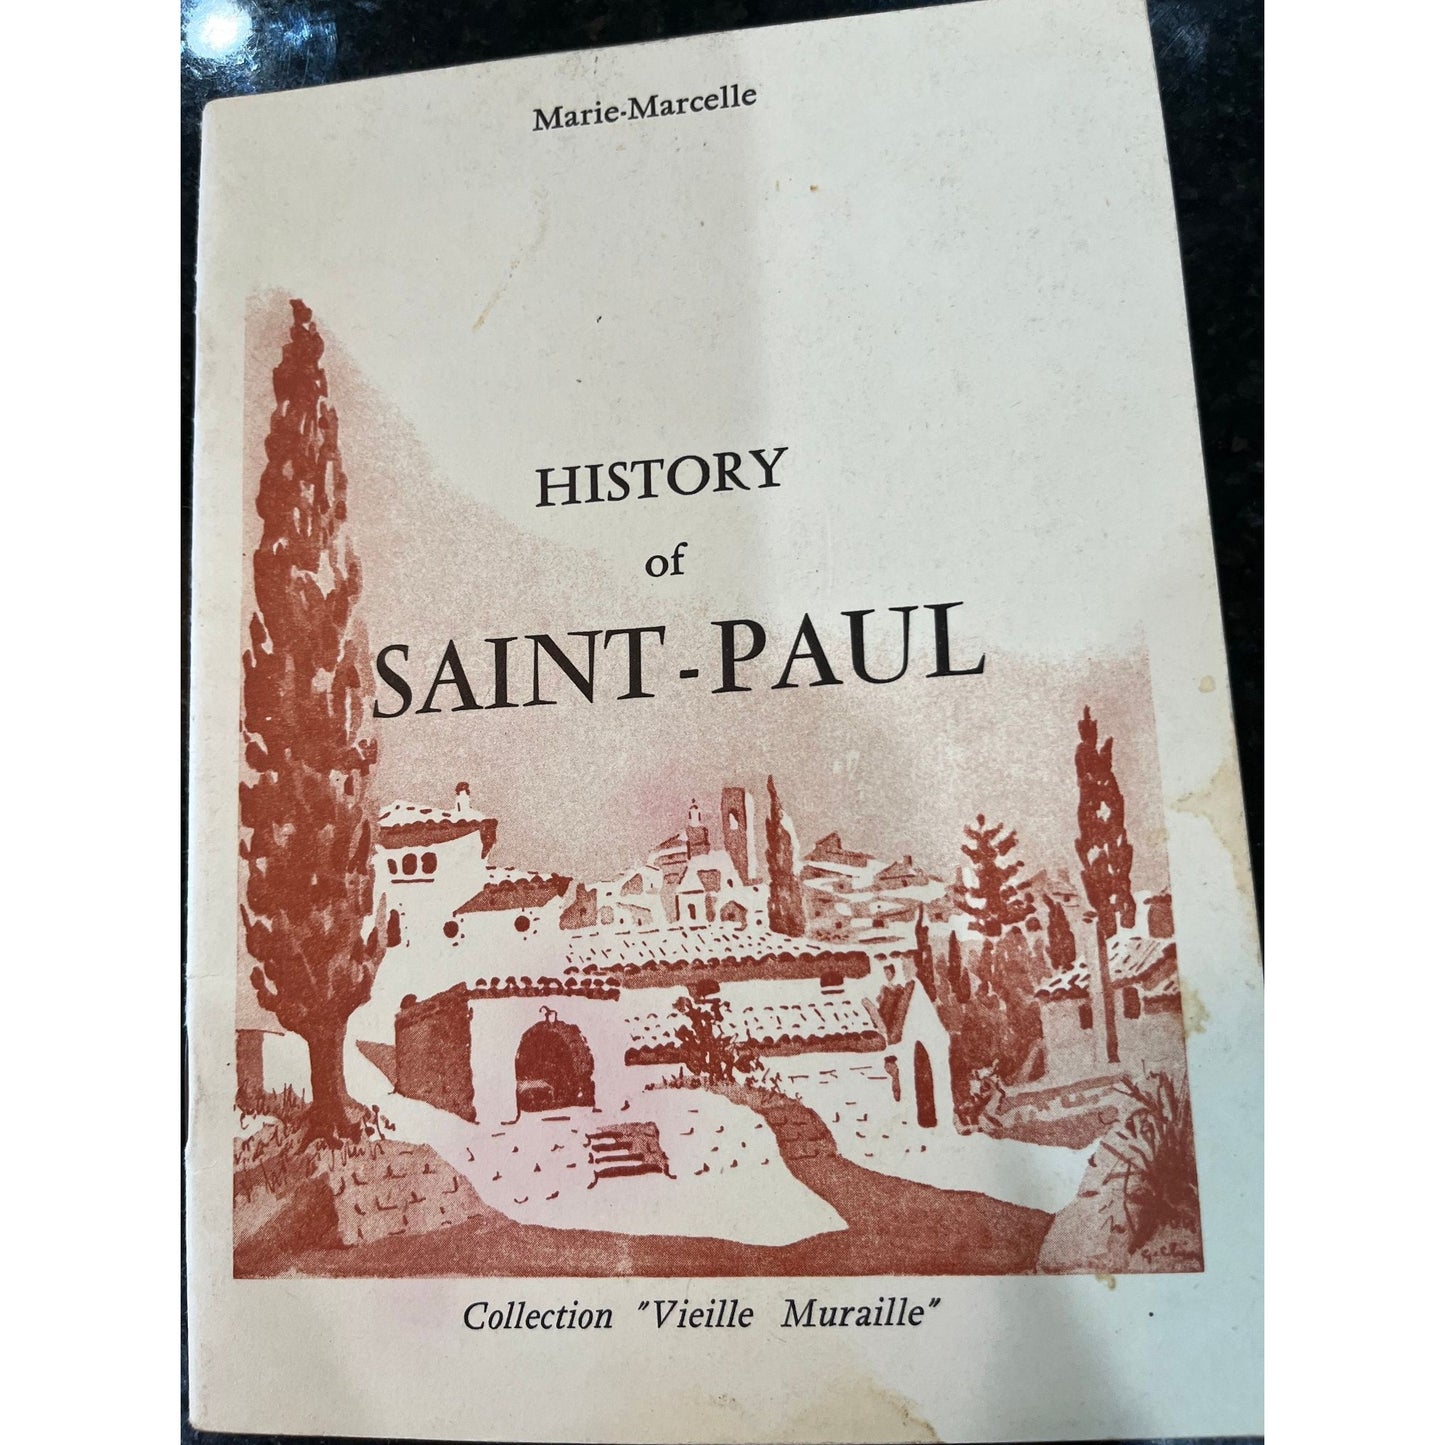 Marie-Marcelle
HISTORY
of
SAINT-PAUL
Collection "Vieille Muraille"